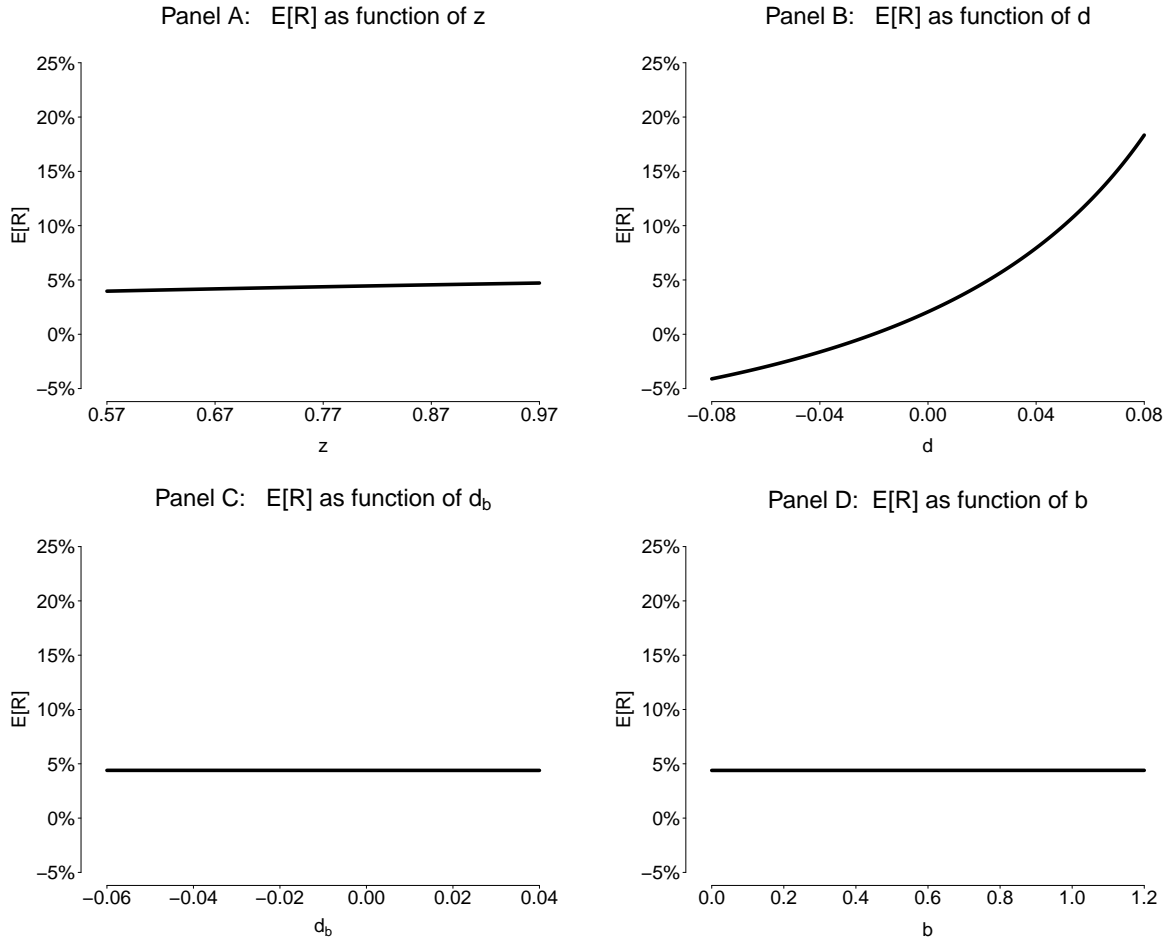 Panel A: E[R] as function of z
25%
20%
15%
10%
5%
0%
−5%
E[R]
0.57 0.67 0.77 0.87 0.97
z
Panel B: E[R] as function of d
25%
20%
15%
10%
5%
0%
−5%
E[R]
−0.08 −0.04 0.00 0.04 0.08
d
Panel C: E[R] as function of d_b
25%
20%
15%
10%
5%
0%
−5%
E[R]
−0.06 −0.04 −0.02 0.00 0.02 0.04
d_b
Panel D: E[R] as function of b
25%
20%
15%
10%
5%
0%
−5%
E[R]
0.0 0.2 0.4 0.6 0.8 1.0 1.2
b